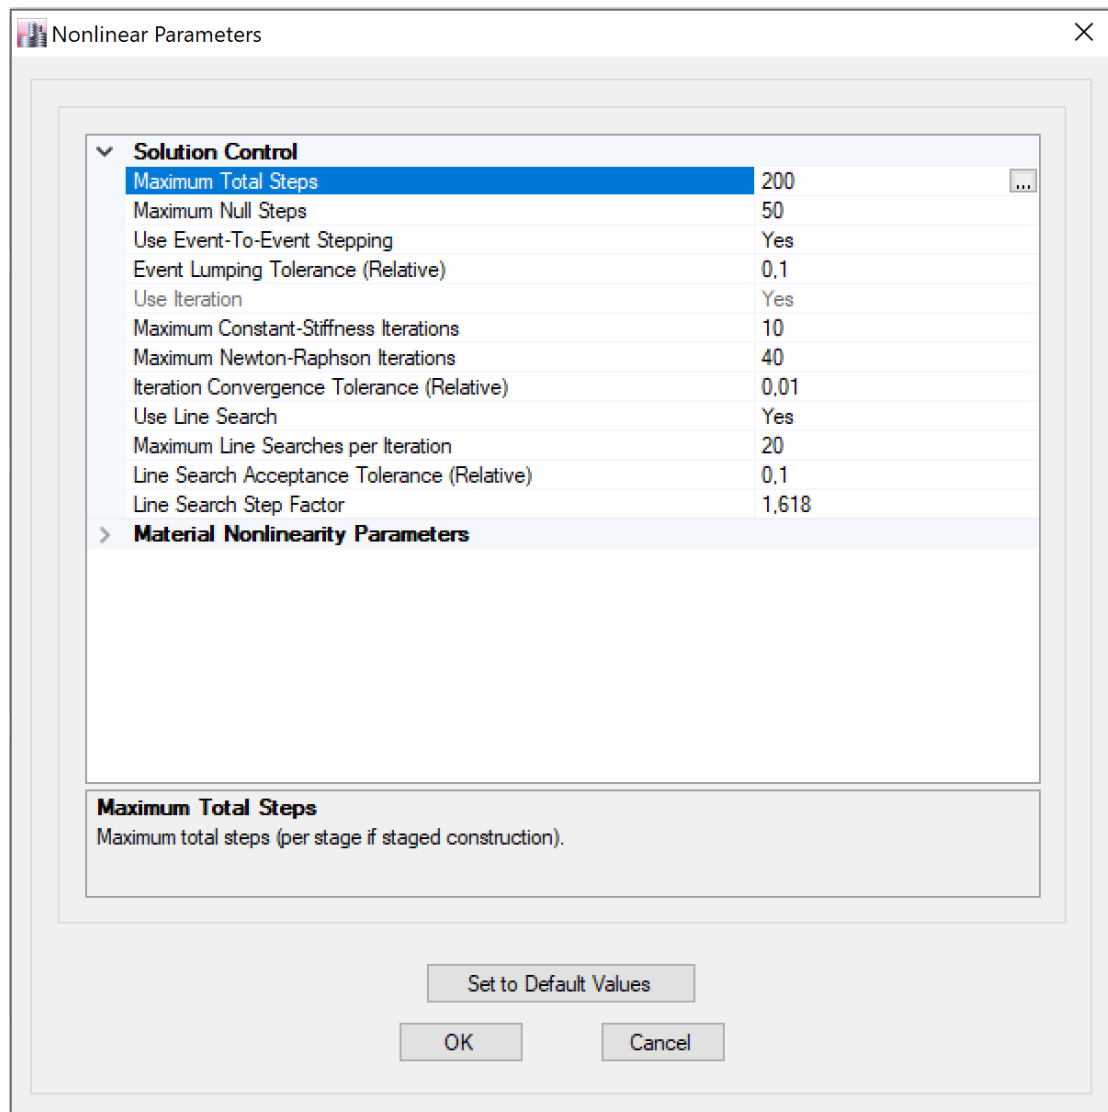 Nonlinear Parameters
Solution Control
Maximum Total Steps 200 ...
Maximum Null Steps 50
Use Event-To-Event Stepping Yes
Event Lumping Tolerance (Relative) 0,1
Use Iteration Yes
Maximum Constant-Stiffness Iterations 10
Maximum Newton-Raphson Iterations 40
Iteration Convergence Tolerance (Relative) 0,01
Use Line Search Yes
Maximum Line Searches per Iteration 20
Line Search Acceptance Tolerance (Relative) 0,1
Line Search Step Factor 1,618
Material Nonlinearity Parameters
Maximum Total Steps
Maximum total steps (per stage if staged construction).
Set to Default Values
OK Cancel